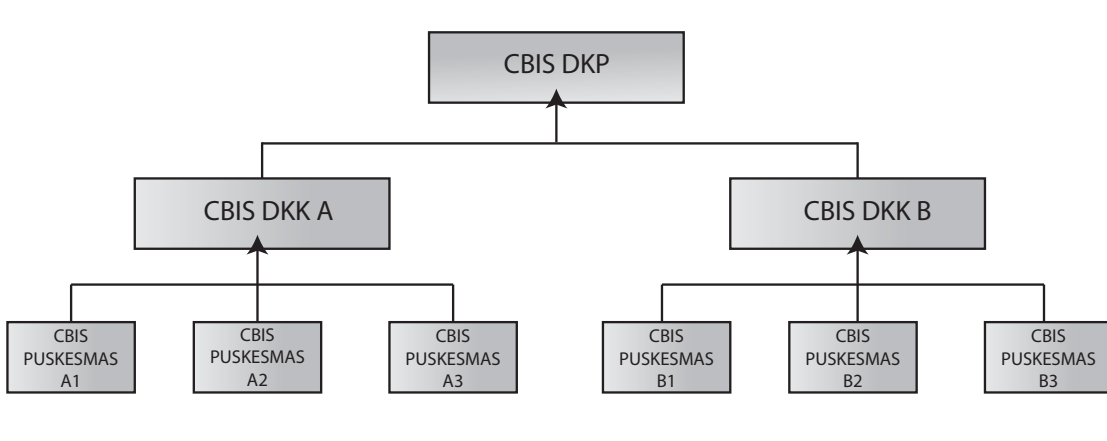 CBIS DKP
CBIS DKK A
CBIS DKK B
CBIS
PUSKESMAS
A1
CBIS
PUSKESMAS
A2
CBIS
PUSKESMAS
A3
CBIS
PUSKESMAS
B1
CBIS
PUSKESMAS
B2
CBIS
PUSKESMAS
B3